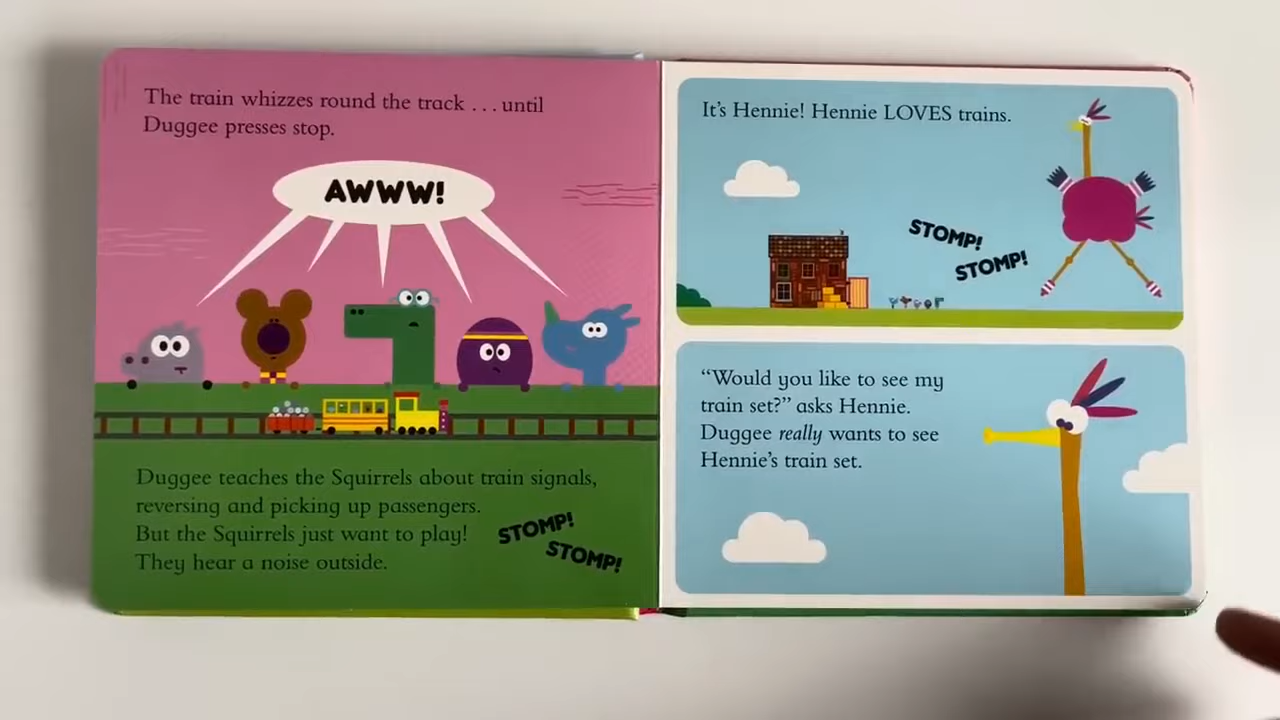 The train whizzes round the track . . . until
Duggee presses stop.
AWWW!
Duggee teaches the Squirrels about train signals,
reversing and picking up passengers.
But the Squirrels just want to play!
They hear a noise outside.
STOMP!
STOMP!
It's Hennie! Hennie LOVES trains.
STOMP!
STOMP!
“Would you like to see my
train set?” asks Hennie.
Duggee really wants to see
Hennie's train set.